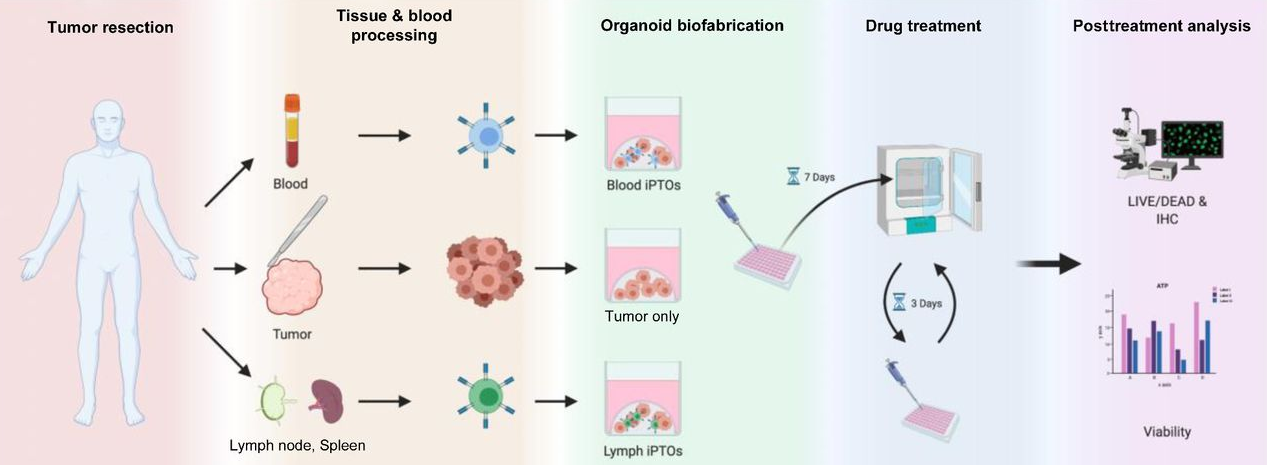 Tumor resection
Tissue & blood
processing
Organoid biofabrication
Drug treatment
Posttreatment analysis
Blood
Tumor
Lymph node, Spleen
Blood iPTOs
Tumor only
Lymph iPTOs
7 Days
3 Days
LIVE/DEAD &
IHC
ATP
Viability